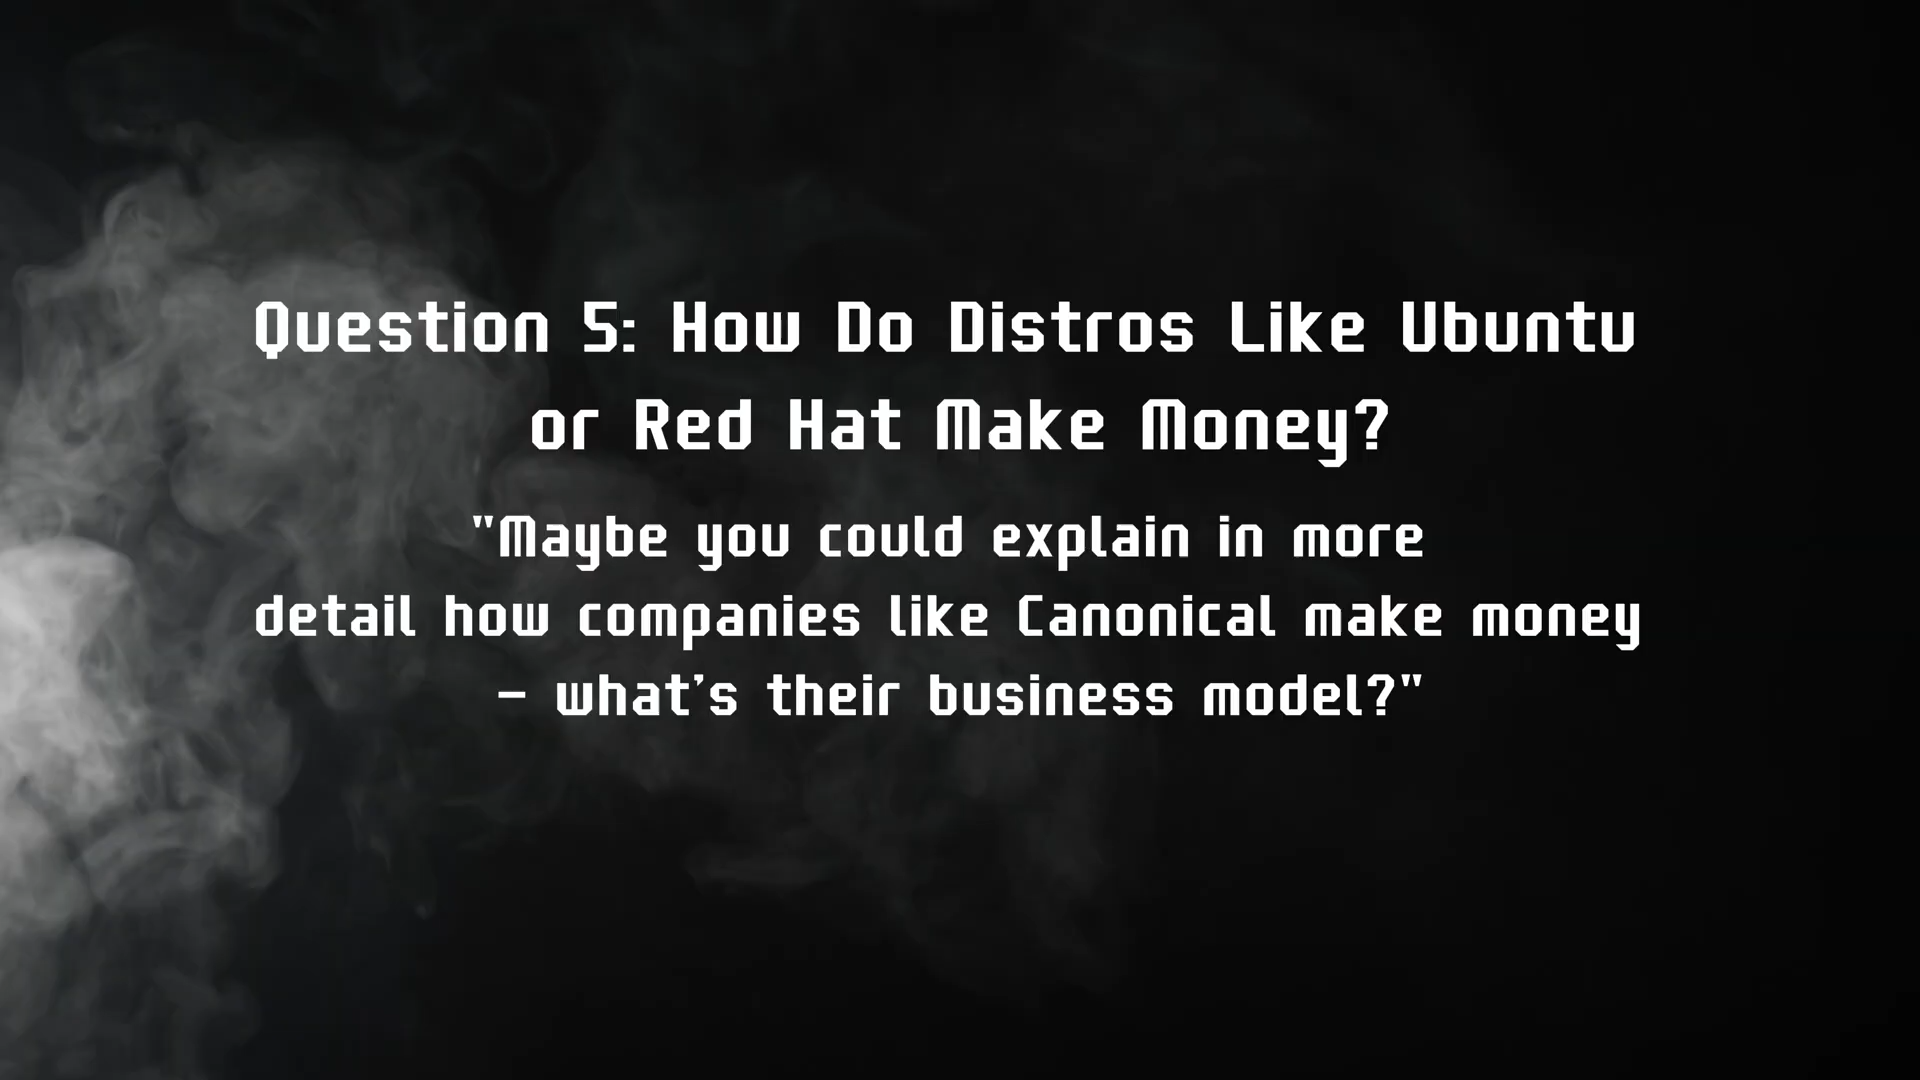 Question 5: How Do Distros Like Ubuntu
or Red Hat Make Money?
"Maybe you could explain in more
detail how companies like Canonical make money
– what's their business model?"